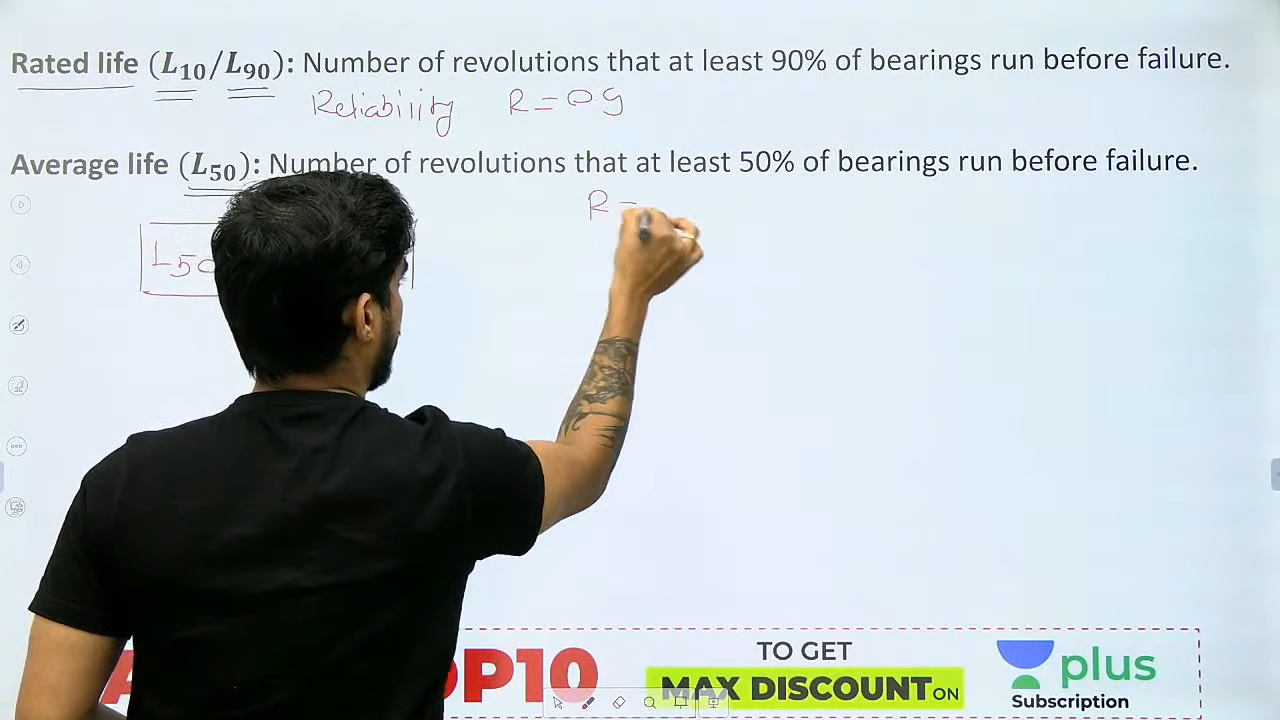 Rated life (L10/L90): Number of revolutions that at least 90% of bearings run before failure.
Reliability R = 0 9
Average life (L50): Number of revolutions that at least 50% of bearings run before failure.
R =
L50
P10
TO GET
MAX DISCOUNT ON
plus
Subscription